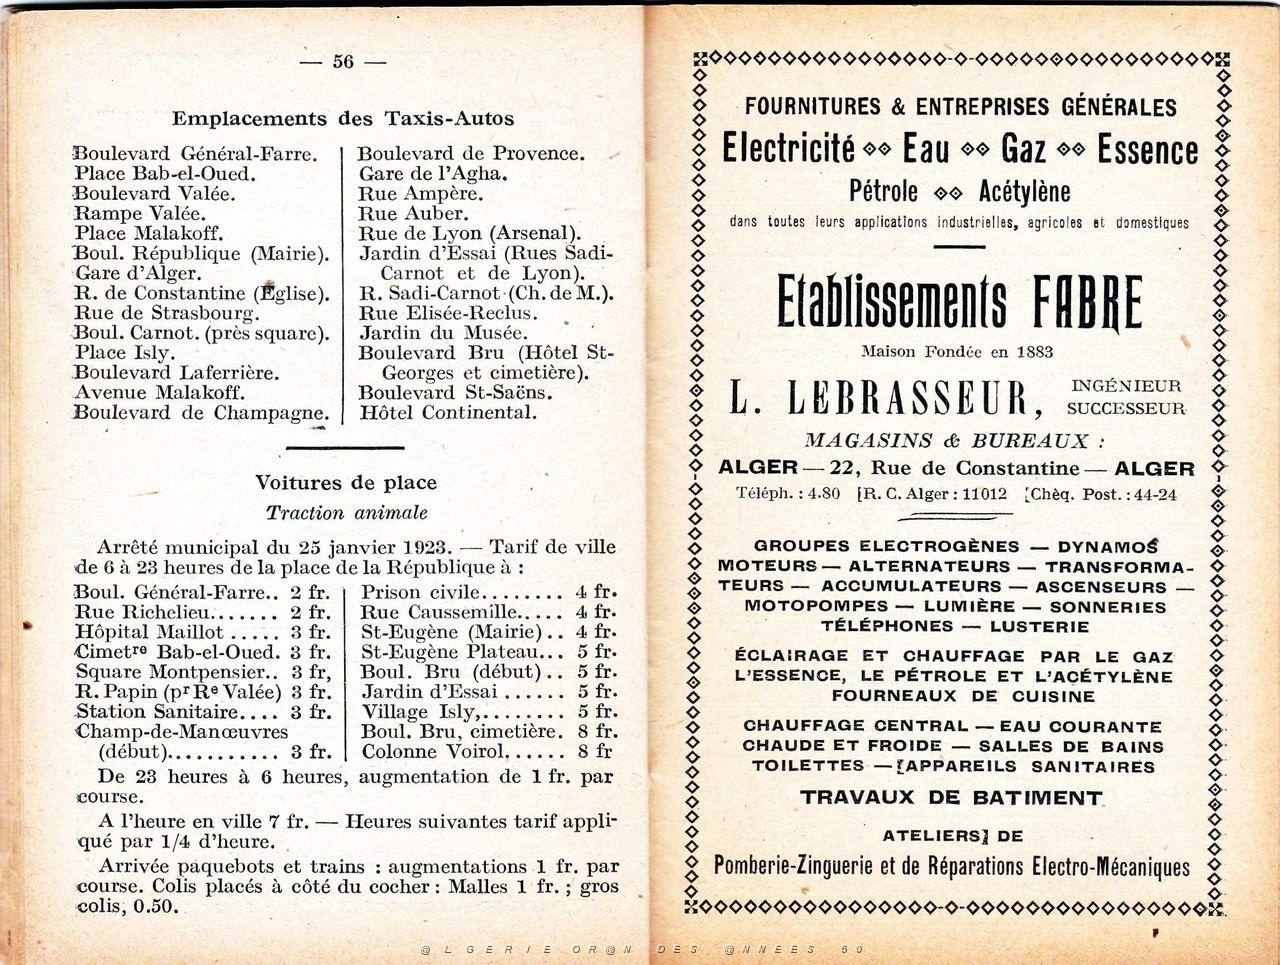 — 56 —
Emplacements des Taxis-Autos
Boulevard Général-Farre.
Place Bab-el-Oued.
Boulevard Valée.
Rampe Valée.
Place Malakoff.
Boul. République (Mairie).
Gare d'Alger.
R. de Constantine (Église).
Rue de Strasbourg.
Boul. Carnot. (près square).
Place Isly.
Boulevard Laferrière.
Avenue Malakoff.
Boulevard de Champagne.
Boulevard de Provence.
Gare de l'Agha.
Rue Ampère.
Rue Auber.
Rue de Lyon (Arsenal).
Jardin d'Essai (Rues Sadi-
Carnot et de Lyon).
R. Sadi-Carnot (Ch. de M.).
Rue Elisée-Reclus.
Jardin du Musée.
Boulevard Bru (Hôtel St-
Georges et cimetière).
Boulevard St-Saëns.
Hôtel Continental.
Voitures de place
Traction animale
Arrêté municipal du 25 janvier 1923. — Tarif de ville
de 6 à 23 heures de la place de la République à :
Boul. Général-Farre.. 2 fr.
Rue Richelieu....... 2 fr.
Hôpital Maillot ..... 3 fr.
Cimetre Bab-el-Oued. 3 fr.
Square Montpensier.. 3 fr,
R. Papin (pr Re Valée) 3 fr.
Station Sanitaire.... 3 fr.
Champ-de-Manœuvres
(début)............ 3 fr.
Prison civile........ 4 fr.
Rue Caussemille..... 4 fr.
St-Eugène (Mairie).. 4 fr.
St-Eugène Plateau... 5 fr.
Boul. Bru (début).. 5 fr.
Jardin d'Essai ...... 5 fr.
Village Isly,........ 5 fr.
Boul. Bru, cimetière. 8 fr.
Colonne Voirol...... 8 fr
De 23 heures à 6 heures, augmentation de 1 fr. par
course.
A l'heure en ville 7 fr. — Heures suivantes tarif appli-
qué par 1/4 d'heure.
Arrivée paquebots et trains : augmentations 1 fr. par
course. Colis placés à côté du cocher : Malles 1 fr. ; gros
colis, 0.50.
FOURNITURES & ENTREPRISES GÉNÉRALES
Electricité Eau Gaz Essence
Pétrole Acétylène
dans toutes leurs applications industrielles, agricoles et domestiques
Etablissements FABRE
Maison Fondée en 1883
L. LEBRASSEUR, INGÉNIEUR
SUCCESSEUR
MAGASINS & BUREAUX :
ALGER — 22, Rue de Constantine — ALGER
Téléph. : 4.80 [R. C. Alger : 11012 [Chèq. Post. : 44-24
GROUPES ELECTROGÈNES — DYNAMOS
MOTEURS — ALTERNATEURS — TRANSFORMA-
TEURS — ACCUMULATEURS — ASCENSEURS —
MOTOPOMPES — LUMIÈRE — SONNERIES
TÉLÉPHONES — LUSTERIE
ÉCLAIRAGE ET CHAUFFAGE PAR LE GAZ
L'ESSENCE, LE PÉTROLE ET L'ACÉTYLÈNE
FOURNEAUX DE CUISINE
CHAUFFAGE CENTRAL — EAU COURANTE
CHAUDE ET FROIDE — SALLES DE BAINS
TOILETTES — [APPAREILS SANITAIRES
TRAVAUX DE BATIMENT
ATELIERS] DE
Pomberie-Zinguerie et de Réparations Electro-Mécaniques
@LGERIE OR@N DES @NNEES 50